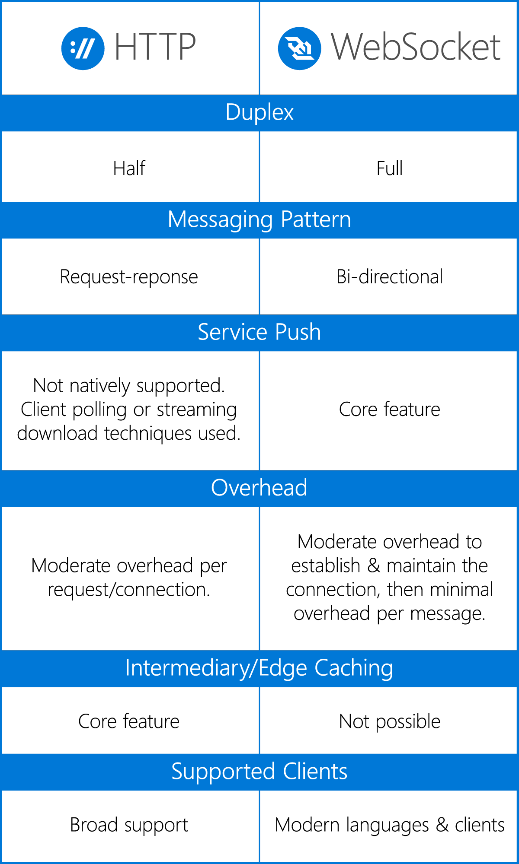 HTTP
WebSocket
Duplex
Half
Full
Messaging Pattern
Request-reponse
Bi-directional
Service Push
Not natively supported.
Client polling or streaming
download techniques used.
Core feature
Overhead
Moderate overhead per
request/connection.
Moderate overhead to
establish & maintain the
connection, then minimal
overhead per message.
Intermediary/Edge Caching
Core feature
Not possible
Supported Clients
Broad support
Modern languages & clients